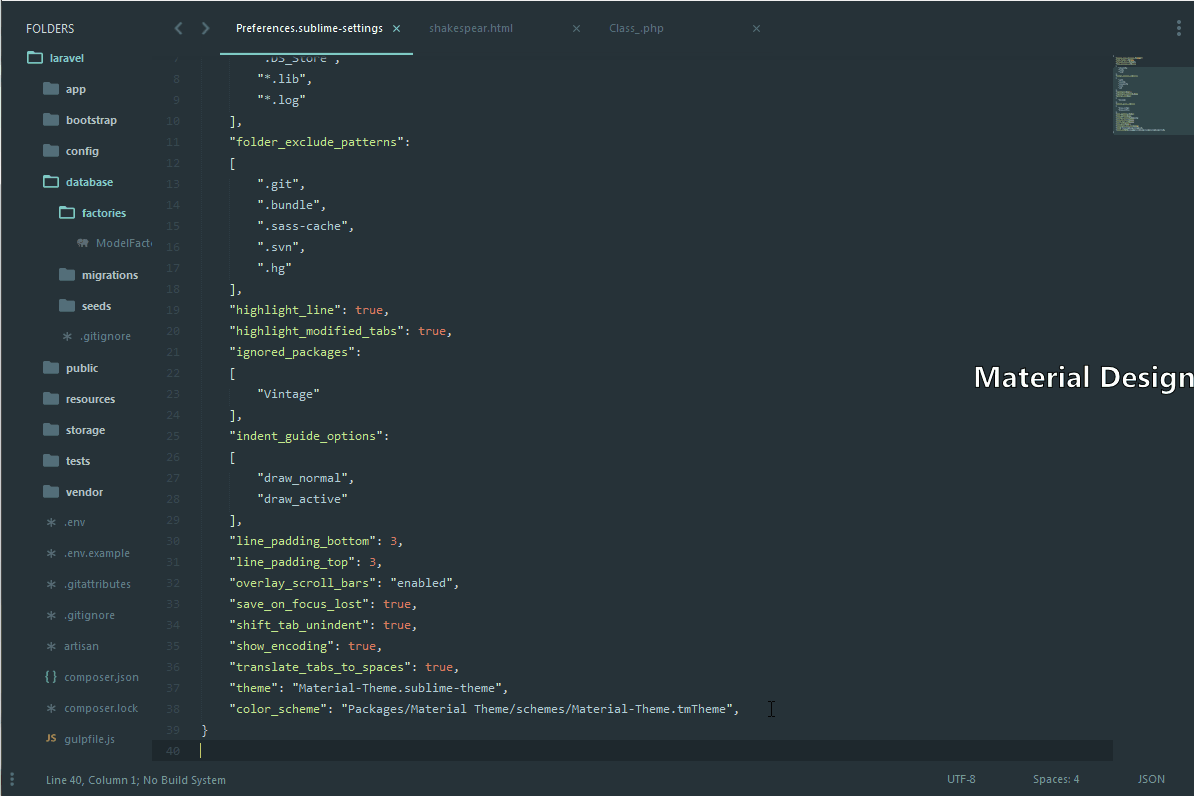 FOLDERS
laravel
app
bootstrap
config
database
factories
ModelFact
migrations
seeds
.gitignore
public
resources
storage
tests
vendor
.env
.env.example
.gitattributes
.gitignore
artisan
{ } composer.json
composer.lock
JS gulpfile.js
Preferences.sublime-settings × shakespear.html × Class_.php ×
7 ".DS_Store",
8 "*.lib",
9 "*.log"
10 ],
11 "folder_exclude_patterns":
12 [
13 ".git",
14 ".bundle",
15 ".sass-cache",
16 ".svn",
17 ".hg"
18 ],
19 "highlight_line": true,
20 "highlight_modified_tabs": true,
21 "ignored_packages":
22 [
23 "Vintage"
24 ],
25 "indent_guide_options":
26 [
27 "draw_normal",
28 "draw_active"
29 ],
30 "line_padding_bottom": 3,
31 "line_padding_top": 3,
32 "overlay_scroll_bars": "enabled",
33 "save_on_focus_lost": true,
34 "shift_tab_unindent": true,
35 "show_encoding": true,
36 "translate_tabs_to_spaces": true,
37 "theme": "Material-Theme.sublime-theme",
38 "color_scheme": "Packages/Material Theme/schemes/Material-Theme.tmTheme",
39 }
40
Material Design
Line 40, Column 1; No Build System
UTF-8 Spaces: 4 JSON